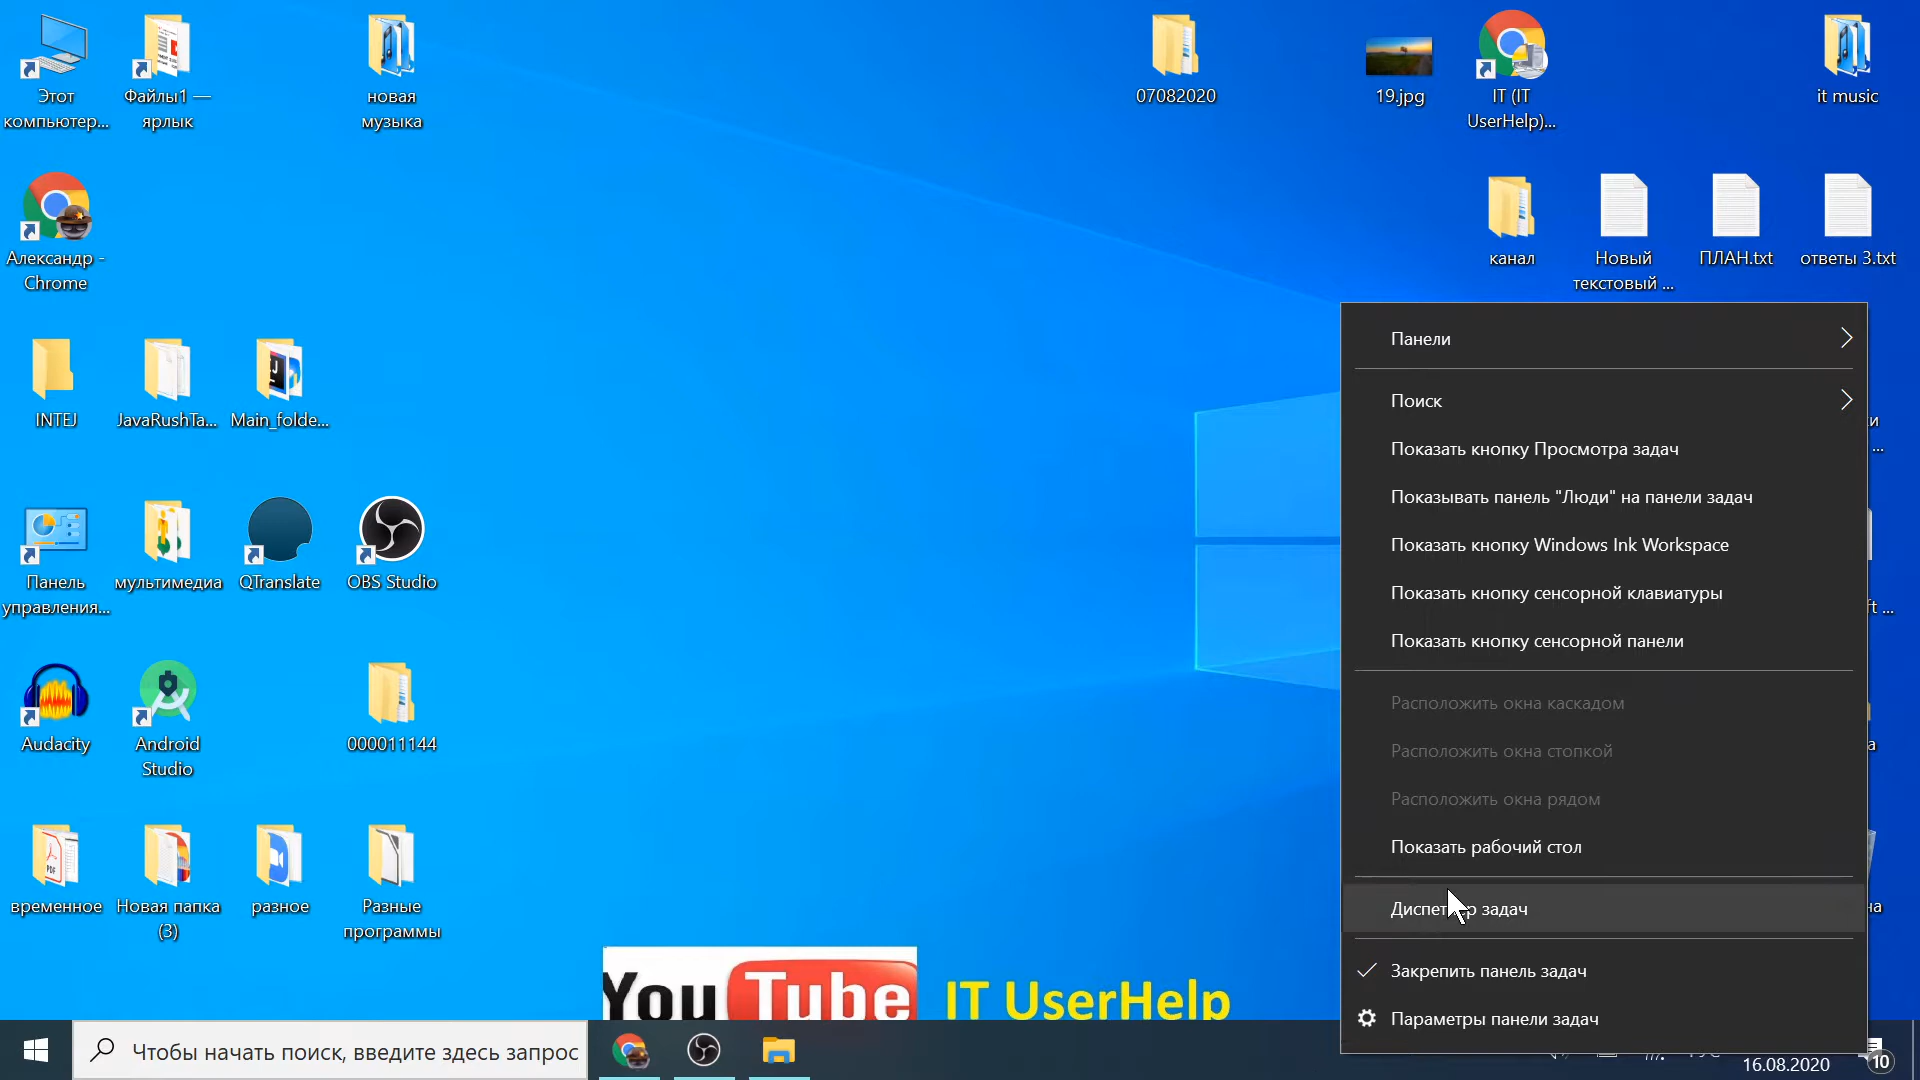 Этот
компьютер...
Файлы1 —
ярлык
новая
музыка
07082020
19.jpg
IT (IT
UserHelp)...
it music
Александр -
Chrome
канал
Новый
текстовый ...
ПЛАН.txt
ответы 3.txt
INTEJ
JavaRushTa...
Main_folde...
Панель
управления...
мультимедиа
QTranslate
OBS Studio
Audacity
Android
Studio
000011144
временное
Новая папка
(3)
разное
Разные
программы
Панели
Поиск
Показать кнопку Просмотра задач
Показывать панель "Люди" на панели задач
Показать кнопку Windows Ink Workspace
Показать кнопку сенсорной клавиатуры
Показать кнопку сенсорной панели
Расположить окна каскадом
Расположить окна стопкой
Расположить окна рядом
Показать рабочий стол
Диспетчер задач
Закрепить панель задач
Параметры панели задач
YouTube
IT UserHelp
Чтобы начать поиск, введите здесь запрос
16.08.2020
10